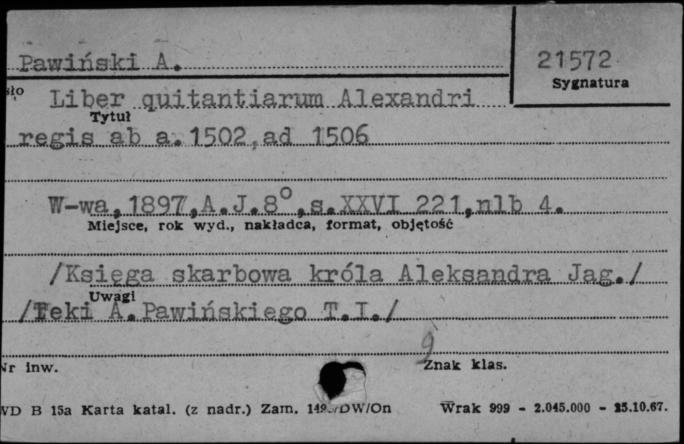 Pawiński A.
21572
Sygnatura
Liber quitantiarum Alexandri
Tytuł
regis ab a. 1502, ad 1506
W-wa, 1897, A.J.8°, s. XXVI 221, nlb 4.
Miejsce, rok wyd., nakładca, format, objętość
/Księga skarbowa króla Aleksandra Jag./
Uwagi
/Teki A. Pawińskiego T.I./
9
Nr inw.
Znak klas.
WD B 15a Karta katal. (z nadr.) Zam. DW/On
Wrak 999 - 2.045.000 - 25.10.67.